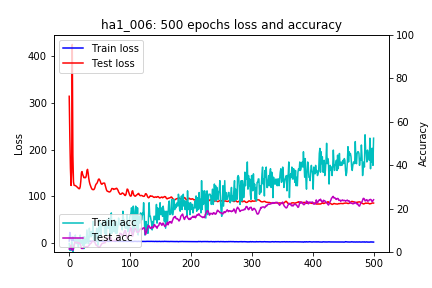 ha1_006: 500 epochs loss and accuracy
Train loss
Test loss
Train acc
Test acc
Loss
400
300
200
100
0
0
100
200
300
400
500
100
80
60
40
20
0
Accuracy